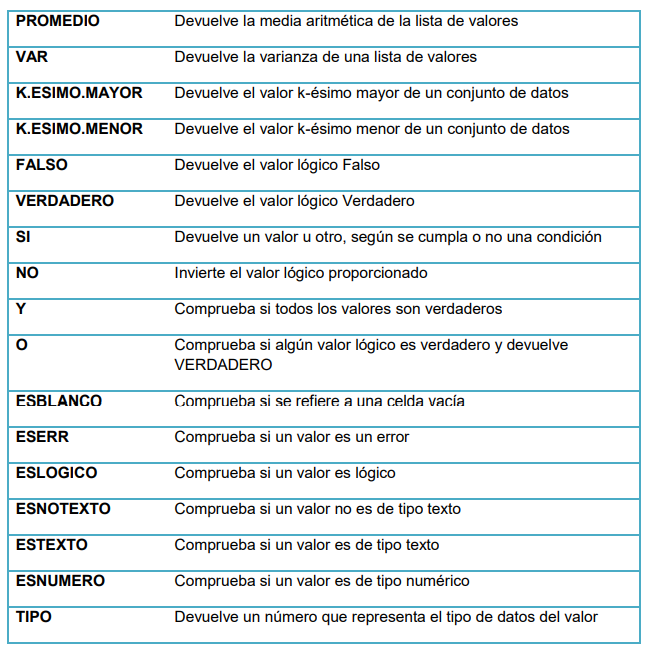 PROMEDIO Devuelve la media aritmética de la lista de valores
VAR Devuelve la varianza de una lista de valores
K.ESIMO.MAYOR Devuelve el valor k-ésimo mayor de un conjunto de datos
K.ESIMO.MENOR Devuelve el valor k-ésimo menor de un conjunto de datos
FALSO Devuelve el valor lógico Falso
VERDADERO Devuelve el valor lógico Verdadero
SI Devuelve un valor u otro, según se cumpla o no una condición
NO Invierte el valor lógico proporcionado
Y Comprueba si todos los valores son verdaderos
O Comprueba si algún valor lógico es verdadero y devuelve
VERDADERO
ESBLANCO Comprueba si se refiere a una celda vacía
ESERR Comprueba si un valor es un error
ESLOGICO Comprueba si un valor es lógico
ESNOTEXTO Comprueba si un valor no es de tipo texto
ESTEXTO Comprueba si un valor es de tipo texto
ESNUMERO Comprueba si un valor es de tipo numérico
TIPO Devuelve un número que representa el tipo de datos del valor